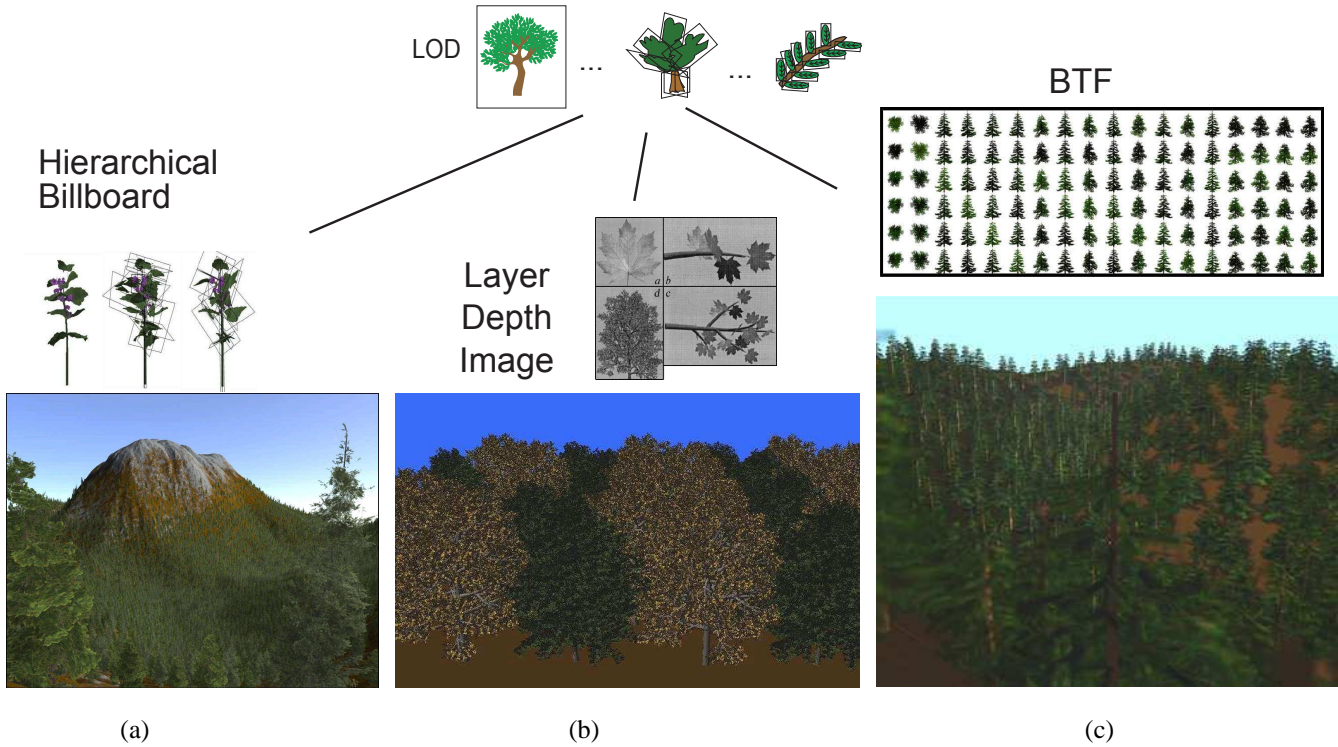 LOD
...
...
BTF
Hierarchical
Billboard
Layer
Depth
Image
a
b
d
c
(a)
(b)
(c)